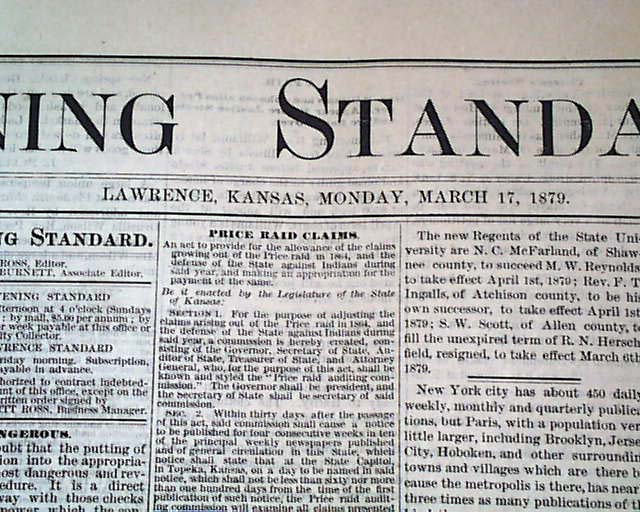 NING STANDA
LAWRENCE, KANSAS, MONDAY, MARCH 17, 1879.
NG STANDARD.
ROSS, Editor.
BURNETT, Associate Editor.
ENING STANDARD
fternoon at 4 o'clock (Sundays
; by mail, $5.00 per annum; by
er week payable at this office or
ity Collector.
WRENCE STANDARD
riday morning. Subscription,
ayable in advance.
horized to contract indebted-
unt of this office, except on the
ritten order signed by
TT ROSS, Business Manager.
NGEROUS.
oubt that the putting of
ion into the appropria-
ost dangerous and rev-
edure. It is a direct
way with those checks
power which the con-
PRICE RAID CLAIMS.
An act to provide for the allowance of the claims
growing out of the Price raid in 1864, and the
defense of the State against Indians during
said year, and making an appropriation for the
payment of the same.
Be it enacted by the Legislature of the State
of Kansas:
SECTION 1. For the purpose of adjusting the
claims arising out of the Price raid in 1864, and
the defense of the State against Indians during
said year, a commission is hereby created, con-
sisting of the Governor, Secretary of State, Au-
ditor of State, Treasurer of State, and Attorney
General, who, for the purpose of this act, shall be
known and styled the "Price raid auditing com-
mission." The Governor shall be president, and
the Secretary of State shall be secretary of said
commission.
SEC. 2. Within thirty days after the passage
of this act, said commission shall cause a notice
to be published for four consecutive weeks in ten
of the principal weekly newspapers published
and of general circulation in this State, which
notice shall state that at the State Capitol,
in Topeka, Kansas, on a day to be named in said
notice, which shall not be less than sixty nor more
than one hundred days from the time of the first
publication of such notice, the Price raid audit-
ing commission will examine all claims presented
The new Regents of the State Uni-
versity are N. C. McFarland, of Shaw-
nee county, to succeed M. W. Reynolds
to take effect April 1st, 1879; Rev. F. T.
Ingalls, of Atchison county, to be hi
own successor, to take effect April 1st
1879; S. W. Scott, of Allen county, to
fill the unexpired term of R. N. Hersch
field, resigned, to take effect March 6th
1879.
New York city has about 450 daily
weekly, monthly and quarterly public
tions, but Paris, with a population ver
little larger, including Brooklyn, Jerse
City, Hoboken, and other surroundin
towns and villages which are there b
cause the metropolis is there, has near
three times as many publications of